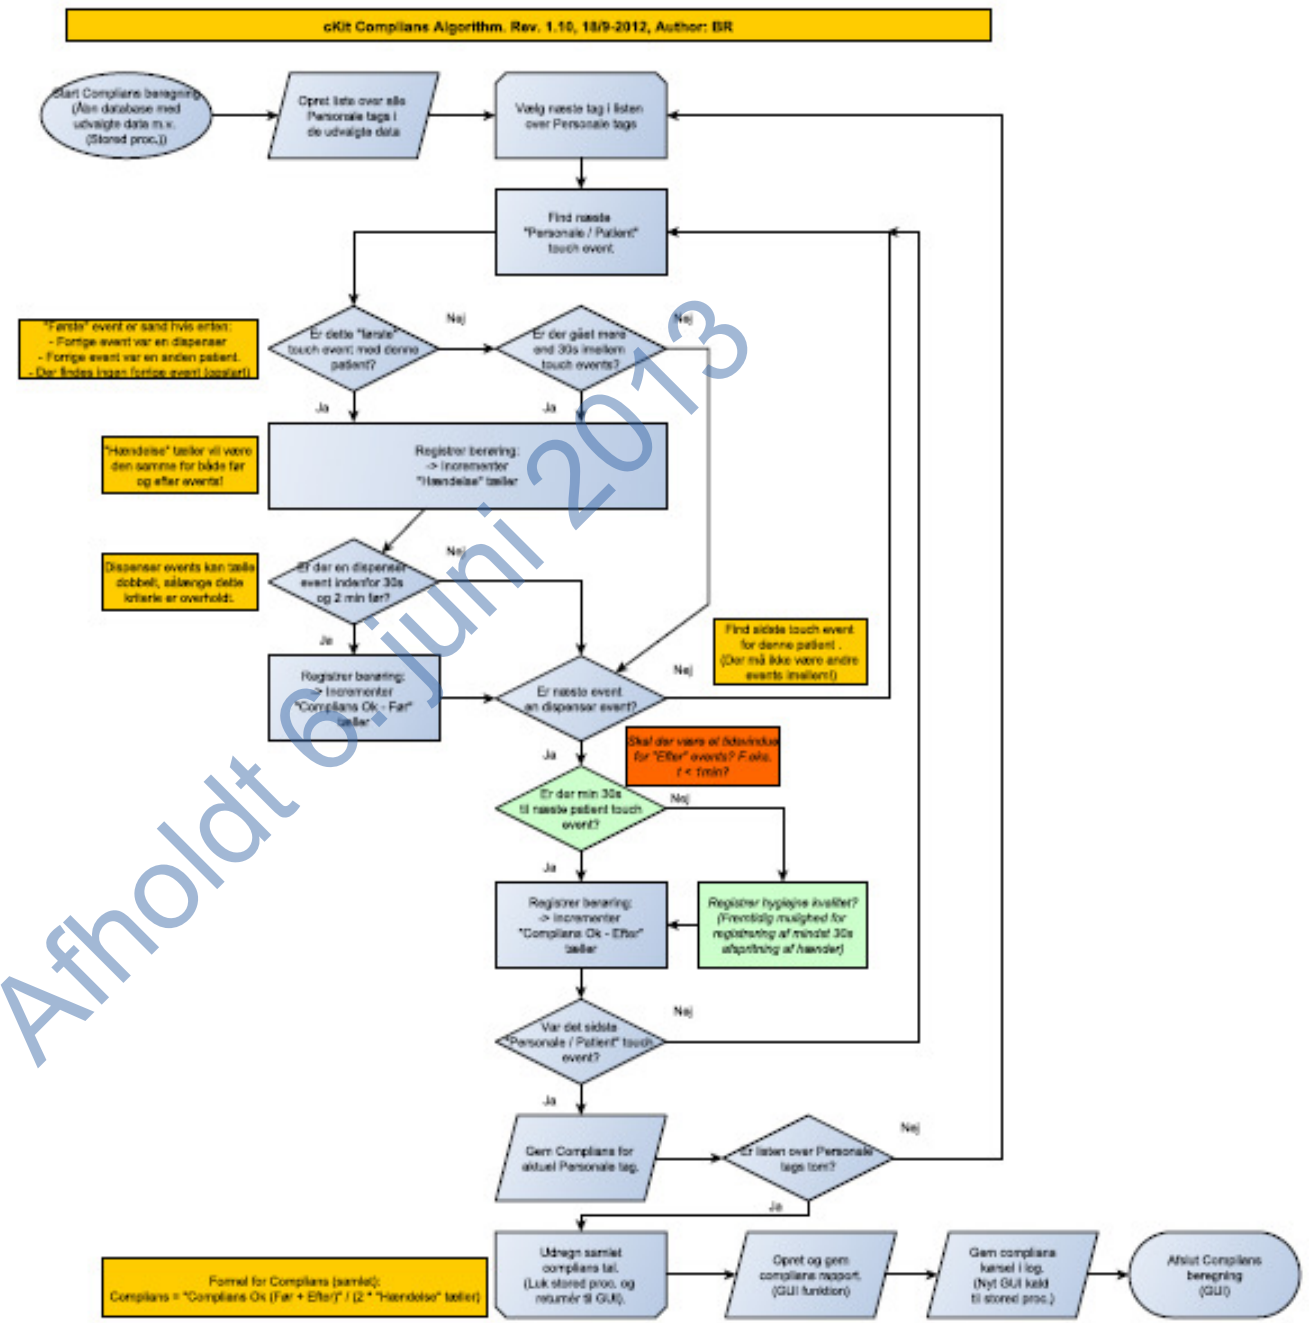 cKit Complians Algorithm. Rev. 1.10, 18/9-2012, Author: BR
Start Complians beregning
(Åbn database med
udvalgte data m.v.
(Stored proc.))
Opret liste over alle
Personale tags i
de udvalgte data
Vælg næste tag i listen
over Personale tags
Find næste
"Personale / Patient"
touch event.
"Første" event er sand hvis enten:
- Forrige event var en dispenser
- Forrige event var en anden patient.
- Der findes ingen forrige event (opstart)
Er dette "første"
touch event med denne
patient?
Nej
Er der gået mere
end 30s imellem
touch events?
Nej
Ja
Ja
"Hændelse" tæller vil være
den samme for både før
og efter events!
Registrer berøring:
-> Incrementer
"Hændelse" tæller
Dispenser events kan tælle
dobbelt, sålænge dette
kriterie er overholdt.
Er der en dispenser
event indenfor 30s
og 2 min før?
Nej
Ja
Registrer berøring:
-> Incrementer
"Complians Ok - Før"
tæller
Er næste event
en dispenser event?
Nej
Find sidste touch event
for denne patient .
(Der må ikke være andre
events imellem!)
Ja
Skal der være et tidsvindue
for "Efter" events? F.eks.
t < 1min?
Er der min 30s
til næste patient touch
event?
Nej
Ja
Registrer berøring:
-> Incrementer
"Complians Ok - Efter"
tæller
Registrer hygiejne kvalitet?
(Fremtidig mulighed for
registrering af mindst 30s
afspritning af hænder)
Var det sidste
"Personale / Patient" touch
event?
Nej
Ja
Gem Complians for
aktuel Personale tag.
Er listen over Personale
tags tom?
Nej
Ja
Formel for Complians (samlet):
Complians = "Complians Ok (Før + Efter)" / (2 * "Hændelse" tæller)
Udregn samlet
complians tal.
(Luk stored proc. og
returnér til GUI).
Opret og gem
complians rapport.
(GUI funktion)
Gem complians
kørsel i log.
(Nyt GUI kald
til stored proc.)
Afslut Complians
beregning
(GUI)
Afholdt 6. juni 2013